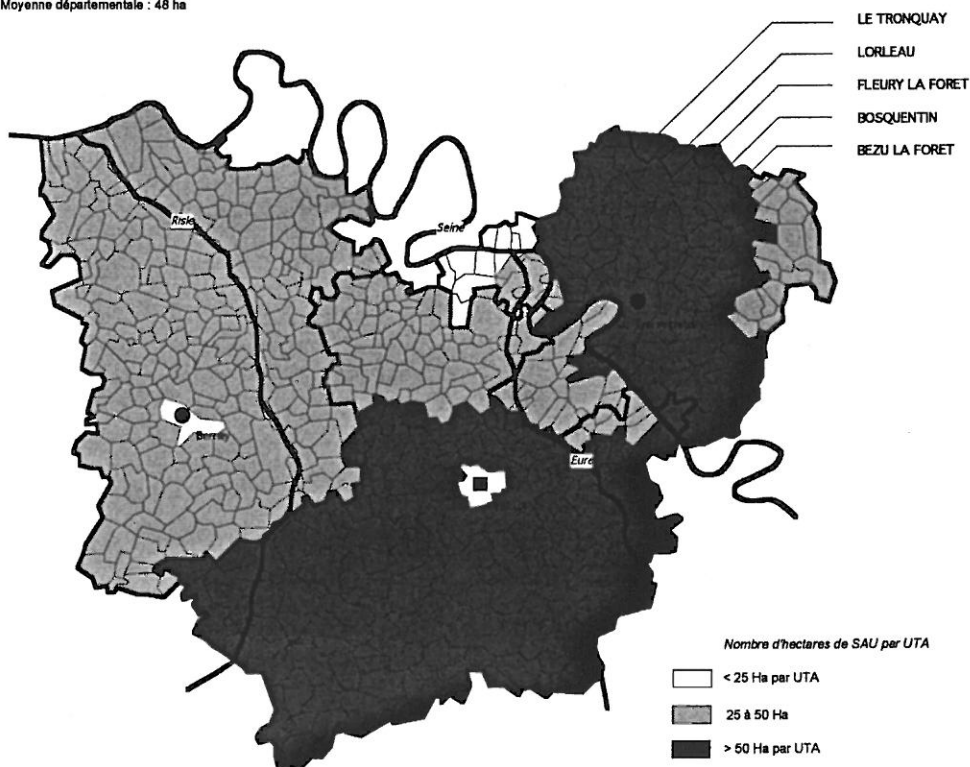 Moyenne départementale : 48 ha
LE TRONQUAY
LORLEAU
FLEURY LA FORET
BOSQUENTIN
BEZU LA FORET
Risle
Seine
Bernay
Eure
Nombre d'hectares de SAU par UTA
< 25 Ha par UTA
25 à 50 Ha
> 50 Ha par UTA